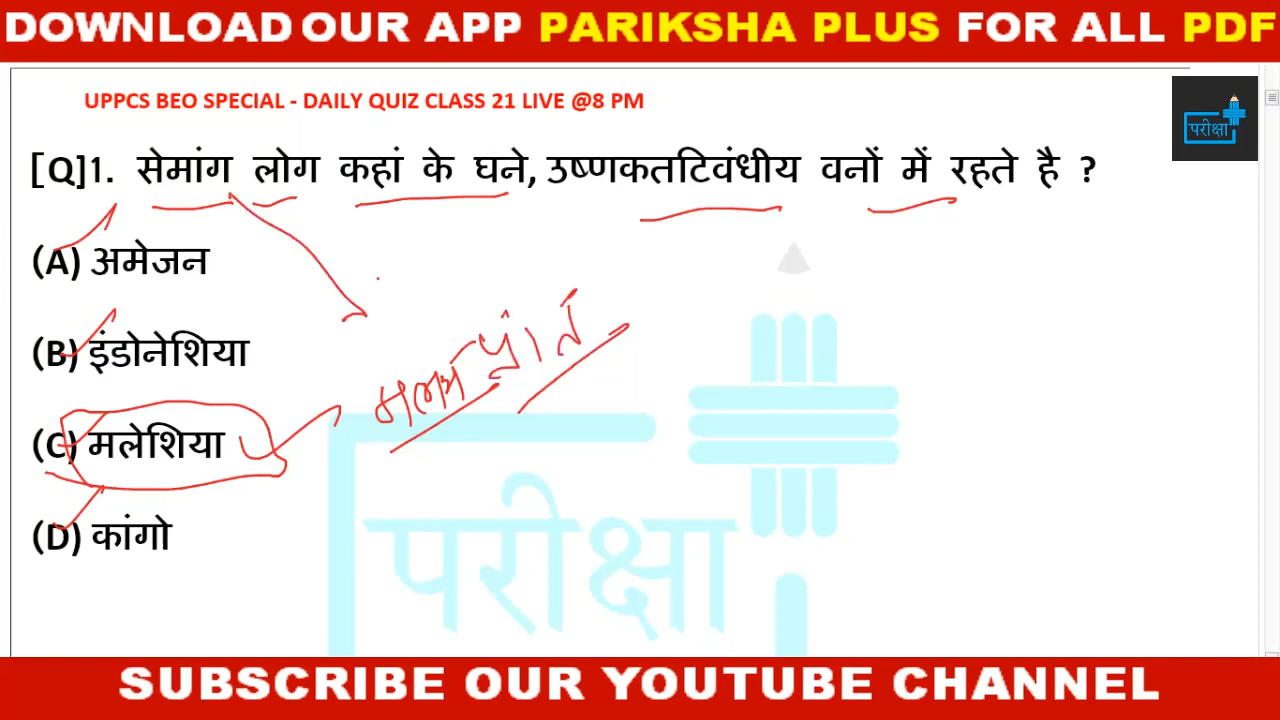 DOWNLOAD OUR APP PARIKSHA PLUS FOR ALL PDF
UPPCS BEO SPECIAL - DAILY QUIZ CLASS 21 LIVE @8 PM
परीक्षा
[Q]1. सेमांग लोग कहां के घने, उष्णकतटिवंधीय वनों में रहते है ?
(A) अमेजन
(B) इंडोनेशिया
(C) मलेशिया
(D) कांगो
परीक्षा
SUBSCRIBE OUR YOUTUBE CHANNEL